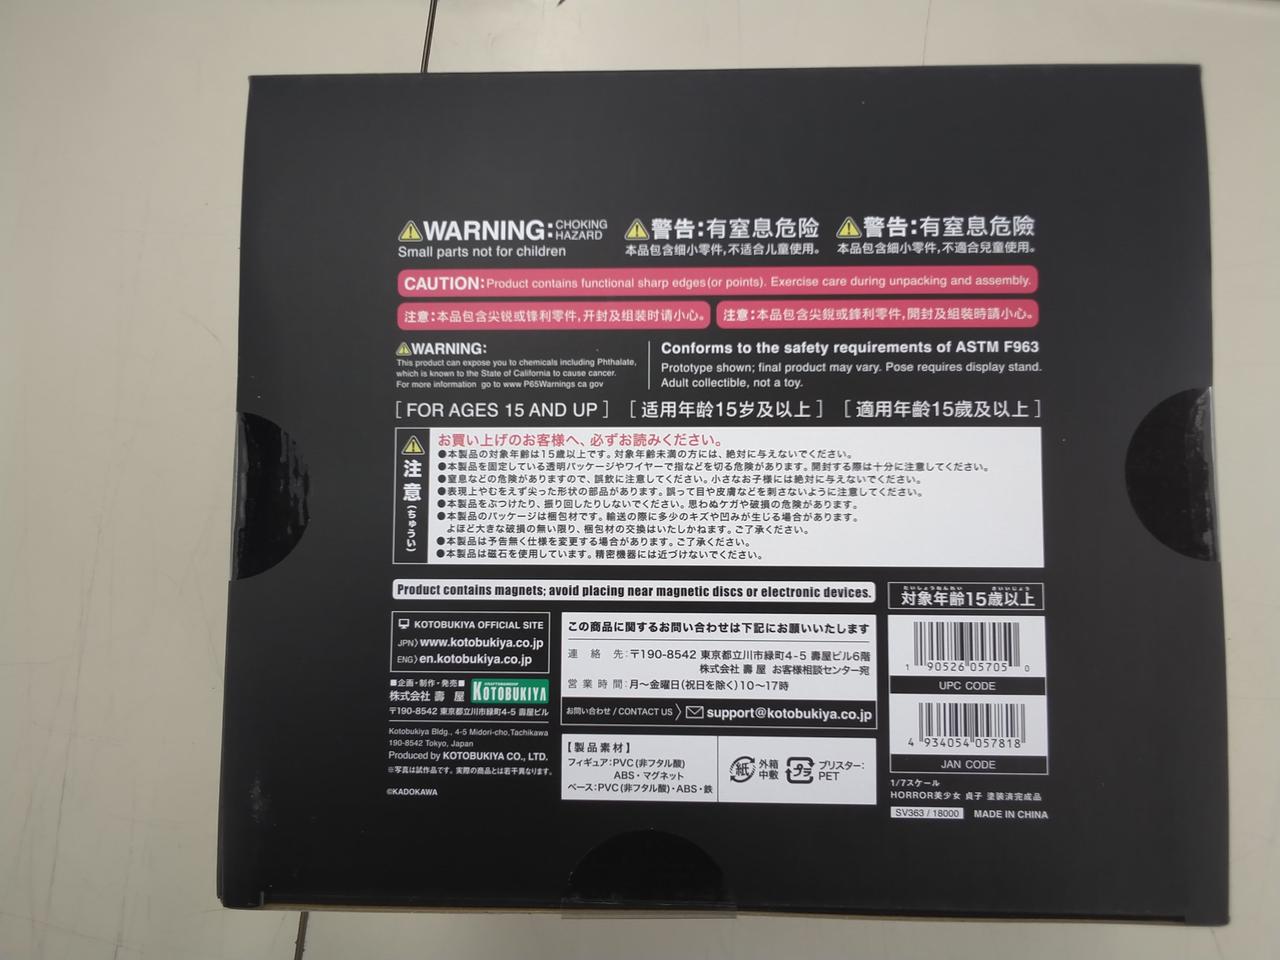 WARNING: CHOKING HAZARD
Small parts not for children
警告:有窒息危险
本品包含细小零件,不适合儿童使用。
警告:有窒息危險
本品包含細小零件,不適合兒童使用。
CAUTION: Product contains functional sharp edges (or points). Exercise care during unpacking and assembly.
注意:本品包含尖锐或锋利零件,开封及组装时请小心。
注意:本品包含尖銳或鋒利零件,開封及組裝時請小心。
WARNING:
This product can expose you to chemicals including Phthalate,
which is known to the State of California to cause cancer.
For more information go to www P65Warnings ca gov
Conforms to the safety requirements of ASTM F963
Prototype shown; final product may vary. Pose requires display stand.
Adult collectible, not a toy.
[ FOR AGES 15 AND UP ]
[ 适用年龄15岁及以上 ]
[ 適用年齡15歲及以上 ]
注意(ちゅうい)
お買い上げのお客様へ、必ずお読みください。
●本製品の対象年齢は15歳以上です。対象年齢未満の方には、絶対に与えないでください。
●本製品を固定している透明パッケージやワイヤーで指などを切る危険があります。開封する際は十分に注意してください。
●窒息などの危険がありますので、誤飲に注意してください。小さなお子様には絶対に与えないでください。
●表現上やむをえず尖った形状の部品があります。誤って目や皮膚などを刺さないように注意してください。
●本製品をぶつけたり、振り回したりしないでください。思わぬケガや破損の危険があります。
●本製品のパッケージは梱包材です。輸送の際に多少のキズや凹みが生じる場合があります。
よほど大きな破損の無い限り、梱包材の交換はいたしかねます。ご了承ください。
●本製品は予告無く仕様を変更する場合があります。ご了承ください。
●本製品は磁石を使用しています。精密機器には近づけないでください。
Product contains magnets; avoid placing near magnetic discs or electronic devices.
たいしょうねんれい さいいじょう
対象年齢15歳以上
KOTOBUKIYA OFFICIAL SITE
JPN〉www.kotobukiya.co.jp
ENG〉en.kotobukiya.co.jp
■企画・制作・発売■
株式会社 壽 屋
KOTOBUKIYA
〒190-8542 東京都立川市緑町4-5 壽屋ビル
Kotobukiya Bldg., 4-5 Midori-cho,Tachikawa
190-8542 Tokyo, Japan
Produced by KOTOBUKIYA CO., LTD.
※写真は試作品です。実際の商品とは若干異なります。
©KADOKAWA
この商品に関するお問い合わせは下記にお願いいたします
連 絡 先:〒190-8542 東京都立川市緑町4-5 壽屋ビル6階
株式会社 壽 屋 お客様相談センター宛
営 業 時 間:月〜金曜日(祝日を除く)10〜17時
お問い合わせ / CONTACT US 〉 support@kotobukiya.co.jp
【製品素材】
フィギュア:PVC(非フタル酸)
ABS・マグネット
ベース:PVC(非フタル酸)・ABS・鉄
紙
外箱
中敷
プラ
ブリスター:
PET
1 90526 05705 0
UPC CODE
4 934054 057818
JAN CODE
1/7スケール
HORROR美少女 貞子 塗装済完成品
SV363 / 18000
MADE IN CHINA